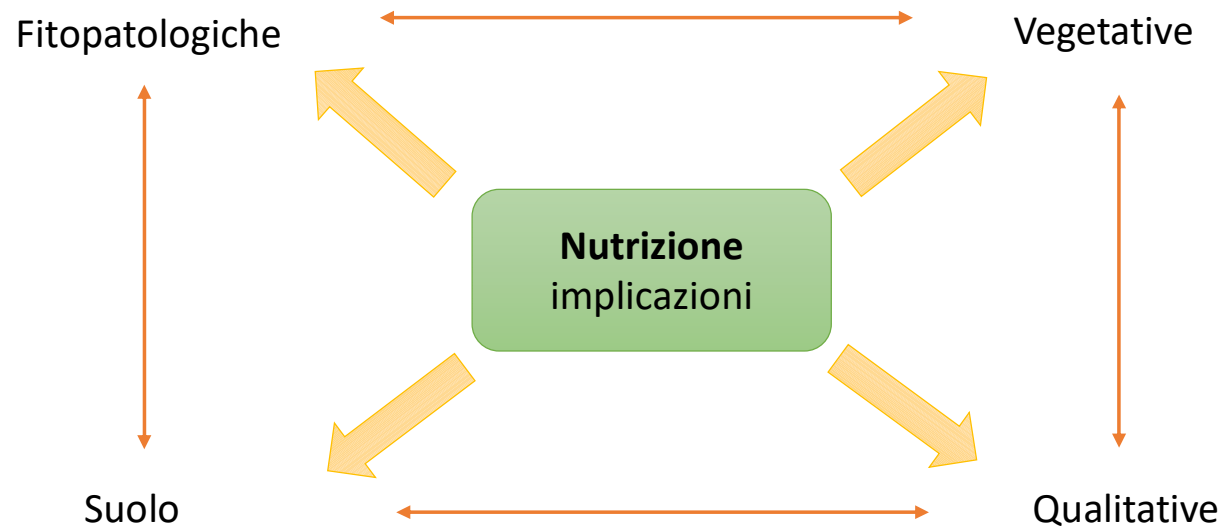 Fitopatologiche
Vegetative
Nutrizione
implicazioni
Suolo
Qualitative